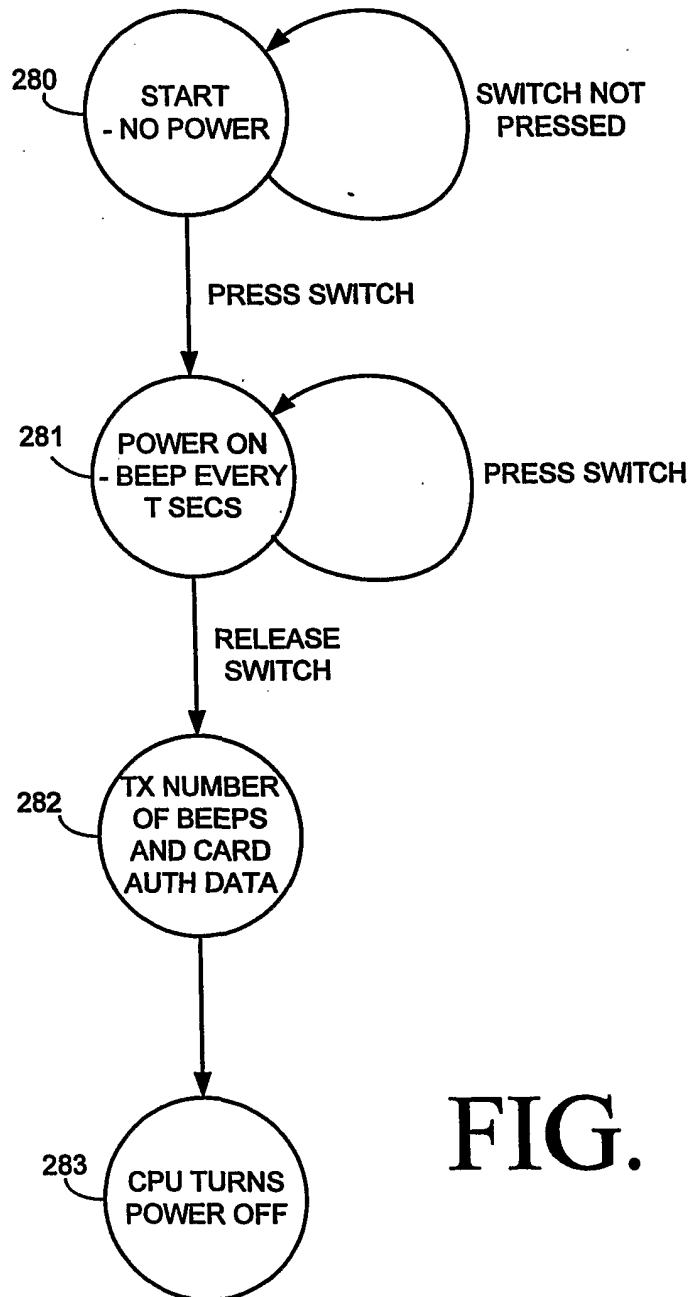 280
START
- NO POWER
SWITCH NOT
PRESSED
PRESS SWITCH
281
POWER ON
- BEEP EVERY
T SECS
PRESS SWITCH
RELEASE
SWITCH
282
TX NUMBER
OF BEEPS
AND CARD
AUTH DATA
283
CPU TURNS
POWER OFF
FIG.